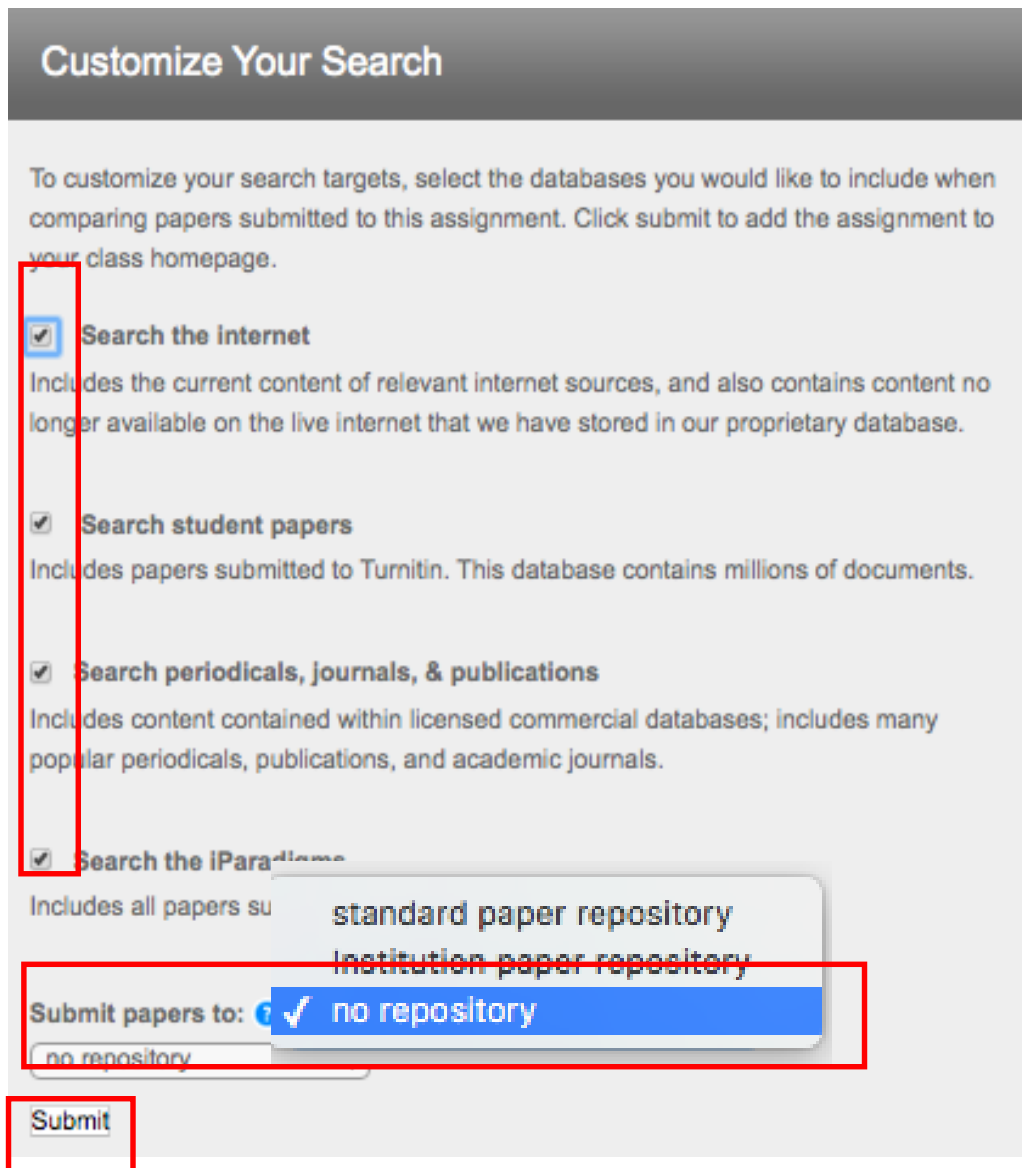 Customize Your Search
To customize your search targets, select the databases you would like to include when
comparing papers submitted to this assignment. Click submit to add the assignment to
your class homepage.
Search the internet
Includes the current content of relevant internet sources, and also contains content no
longer available on the live internet that we have stored in our proprietary database.
Search student papers
Includes papers submitted to Turnitin. This database contains millions of documents.
Search periodicals, journals, & publications
Includes content contained within licensed commercial databases; includes many
popular periodicals, publications, and academic journals.
Search the iParadigms
Includes all papers su
standard paper repository
Institution paper repository
Submit papers to: ?
✓ no repository
no repository
Submit